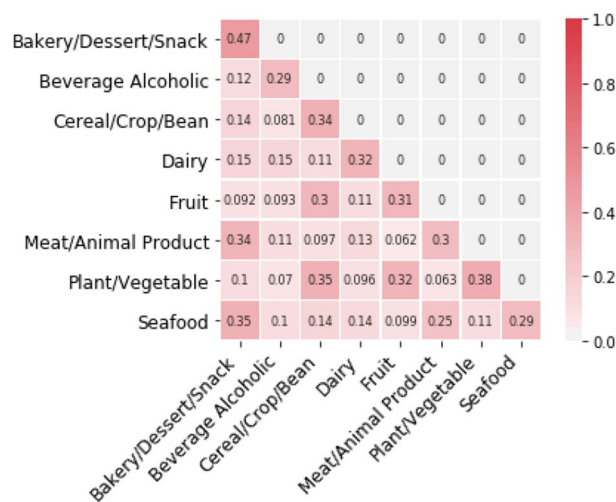 Bakery/Dessert/Snack 0.47 0 0 0 0 0 0 0
Beverage Alcoholic 0.12 0.29 0 0 0 0 0 0
Cereal/Crop/Bean 0.14 0.081 0.34 0 0 0 0 0
Dairy 0.15 0.15 0.11 0.32 0 0 0 0
Fruit 0.092 0.093 0.3 0.11 0.31 0 0 0
Meat/Animal Product 0.34 0.11 0.097 0.13 0.062 0.3 0 0
Plant/Vegetable 0.1 0.07 0.35 0.096 0.32 0.063 0.38 0
Seafood 0.35 0.1 0.14 0.14 0.099 0.25 0.11 0.29
Bakery/Dessert/Snack
Beverage Alcoholic
Cereal/Crop/Bean
Dairy
Fruit
Meat/Animal Product
Plant/Vegetable
Seafood
1.0
0.8
0.6
0.4
0.2
0.0